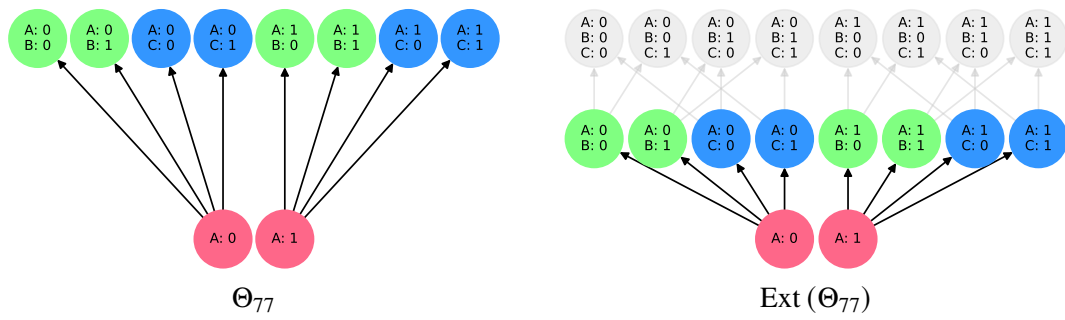 A: 0 A: 0 A: 0 A: 0 A: 1 A: 1 A: 1 A: 1
B: 0 B: 1 C: 0 C: 1 B: 0 B: 1 C: 0 C: 1
A: 0 A: 1
Θ77
A: 0 A: 0 A: 0 A: 0 A: 1 A: 1 A: 1 A: 1
B: 0 B: 0 B: 1 B: 1 B: 0 B: 0 B: 1 B: 1
C: 0 C: 1 C: 0 C: 1 C: 0 C: 1 C: 0 C: 1
A: 0 A: 0 A: 0 A: 0 A: 1 A: 1 A: 1 A: 1
B: 0 B: 1 C: 0 C: 1 B: 0 B: 1 C: 0 C: 1
A: 0 A: 1
Ext (Θ77)